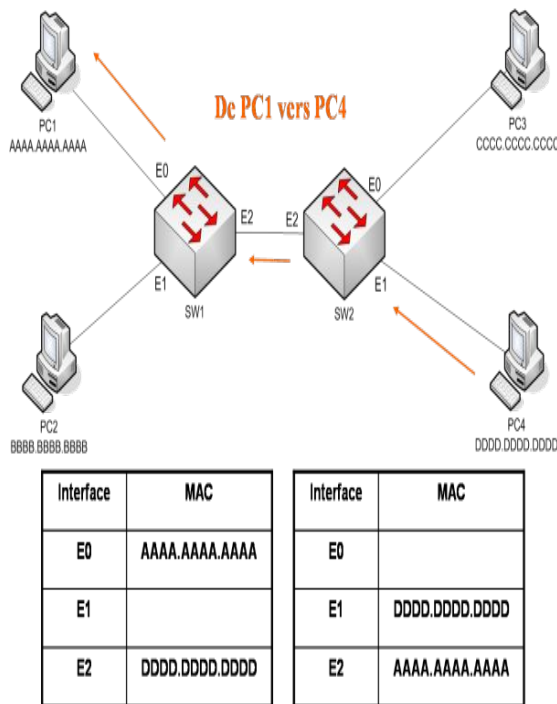 De PC1 vers PC4
PC1
AAAA.AAAA.AAAA
PC3
CCCC.CCCC.CCCC
E0
E2
E2
E0
E1
SW1
SW2
E1
PC2
BBBB.BBBB.BBBB
PC4
DDDD.DDDD.DDDD
Interface MAC
E0 AAAA.AAAA.AAAA
E1
E2 DDDD.DDDD.DDDD
Interface MAC
E0
E1 DDDD.DDDD.DDDD
E2 AAAA.AAAA.AAAA